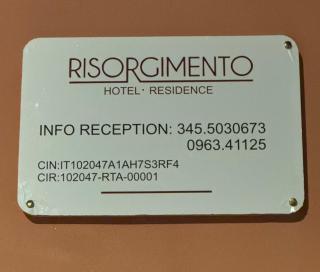 RISORGIMENTO
HOTEL · RESIDENCE
INFO RECEPTION: 345.5030673
0963.41125
CIN:IT102047A1AH7S3RF4
CIR:102047-RTA-00001